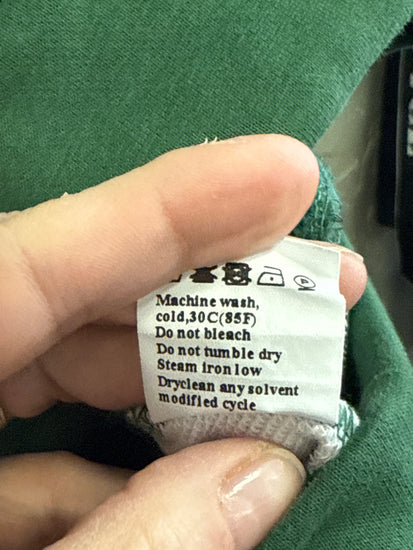 P
Machine wash,
cold,30C(85F)
Do not bleach
Do not tumble dry
Steam iron low
Dryclean any solvent
modified cycle